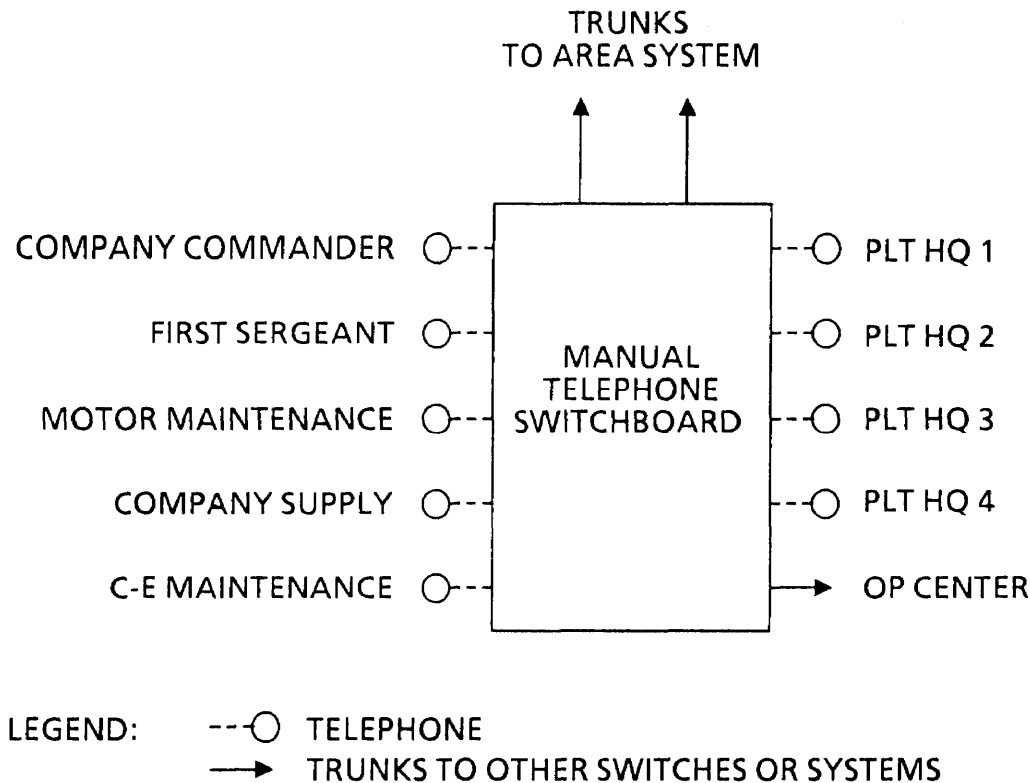 TRUNKS
TO AREA SYSTEM
COMPANY COMMANDER
PLT HQ 1
FIRST SERGEANT
PLT HQ 2
MANUAL
TELEPHONE
SWITCHBOARD
MOTOR MAINTENANCE
PLT HQ 3
COMPANY SUPPLY
PLT HQ 4
C-E MAINTENANCE
OP CENTER
LEGEND:
TELEPHONE
TRUNKS TO OTHER SWITCHES OR SYSTEMS